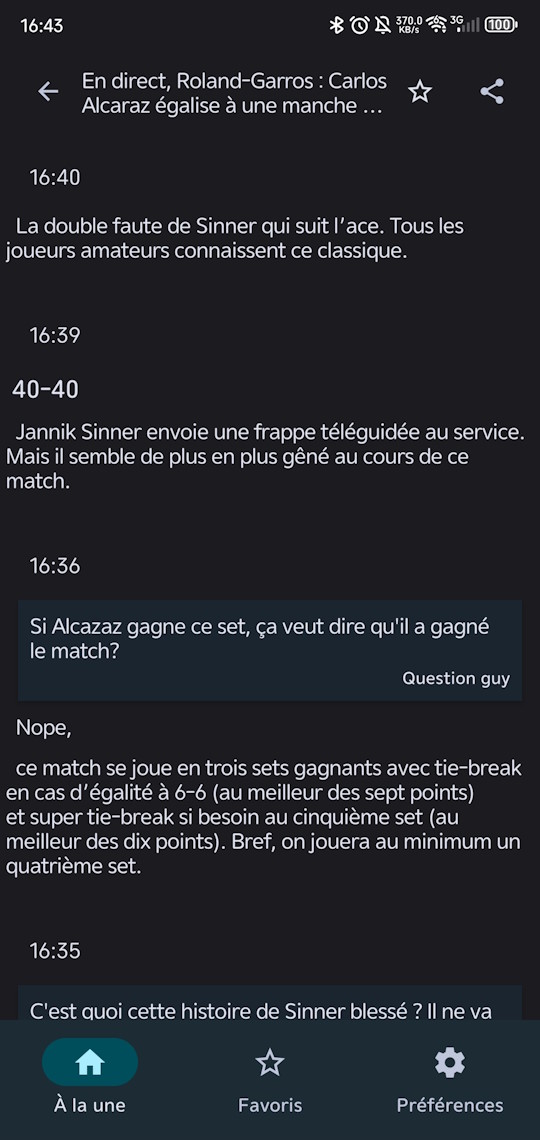 16:43
370.0
KB/s
3G
100
En direct, Roland-Garros : Carlos
Alcaraz égalise à une manche ...
16:40
La double faute de Sinner qui suit l’ace. Tous les
joueurs amateurs connaissent ce classique.
16:39
40-40
Jannik Sinner envoie une frappe téléguidée au service.
Mais il semble de plus en plus gêné au cours de ce
match.
16:36
Si Alcazaz gagne ce set, ça veut dire qu'il a gagné
le match?
Question guy
Nope,
ce match se joue en trois sets gagnants avec tie-break
en cas d’égalité à 6-6 (au meilleur des sept points)
et super tie-break si besoin au cinquième set (au
meilleur des dix points). Bref, on jouera au minimum un
quatrième set.
16:35
C'est quoi cette histoire de Sinner blessé ? Il ne va
À la une
Favoris
Préférences